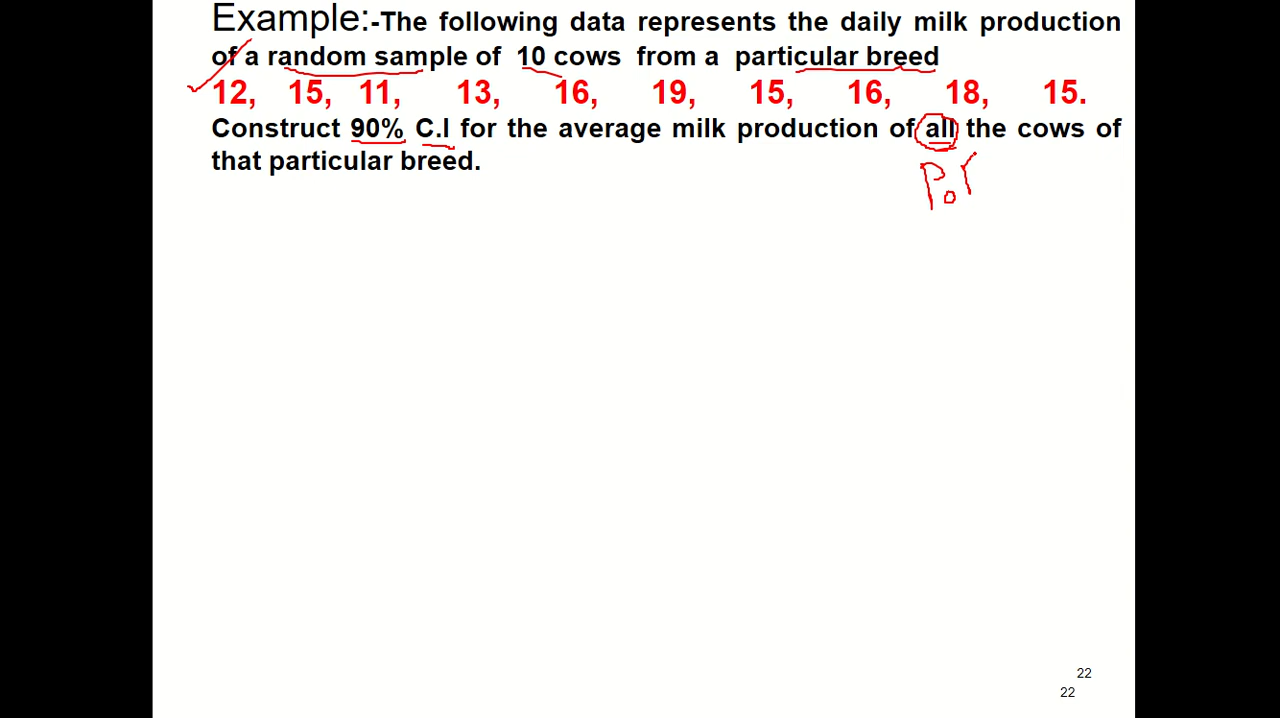 Example:-The following data represents the daily milk production
of a random sample of 10 cows from a particular breed
12, 15, 11, 13, 16, 19, 15, 16, 18, 15.
Construct 90% C.I for the average milk production of all the cows of
that particular breed.
P.
22
22